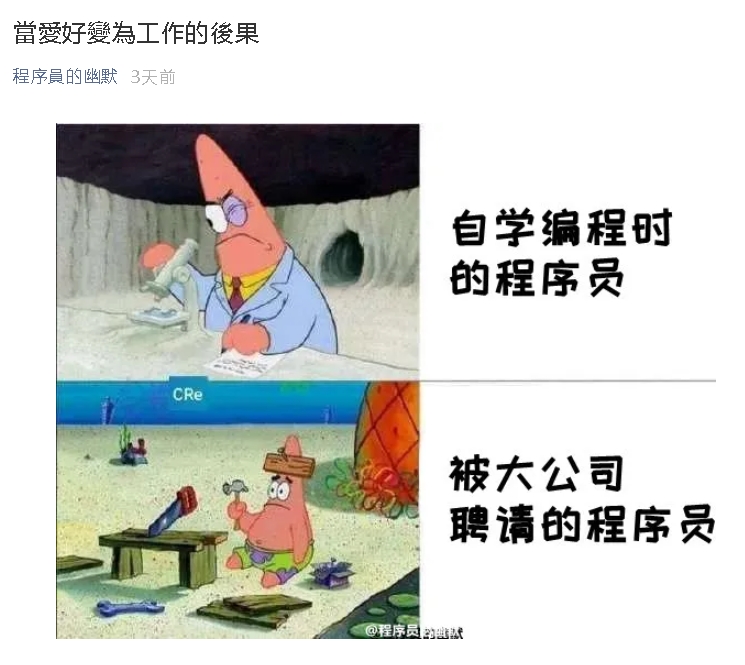 當愛好變為工作的後果
程序員的幽默 3天前
自学编程时
的程序员
CRe
被大公司
聘请的程序员
@程序员的幽默